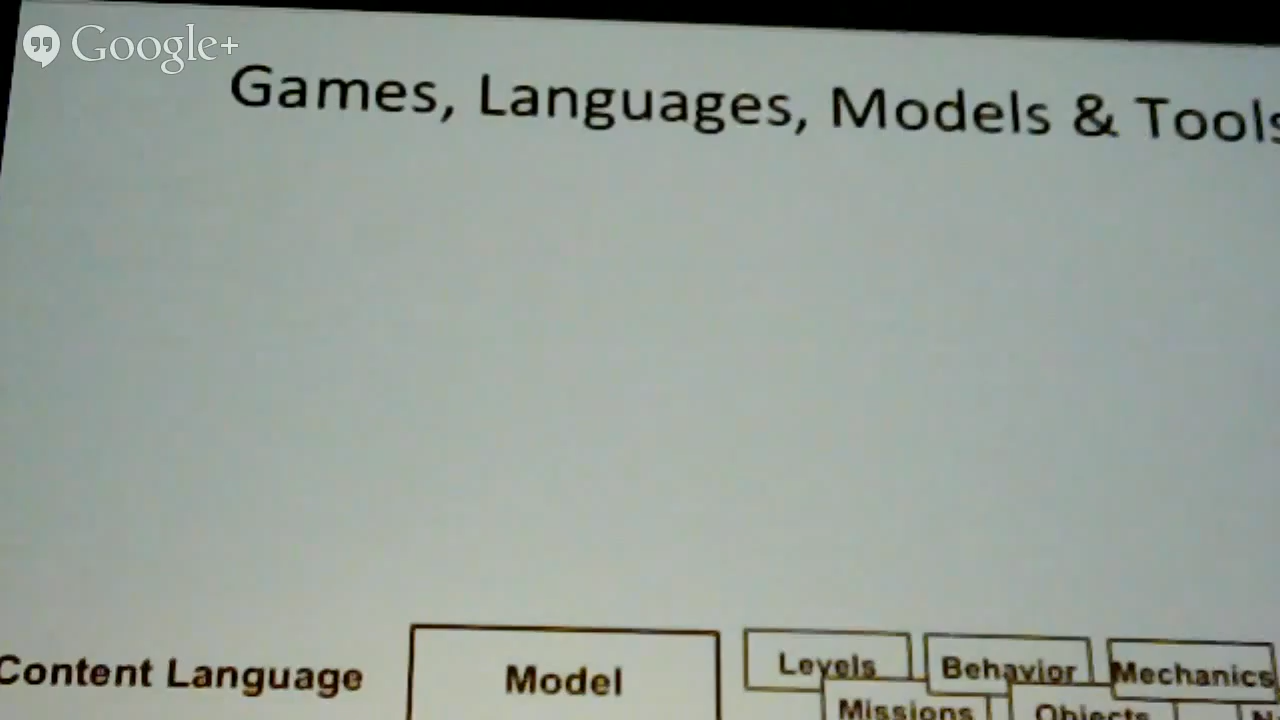 Google+
Games, Languages, Models & Tools
Content Language
Model
Levels
Behavior
Mechanics
Missions
Objects